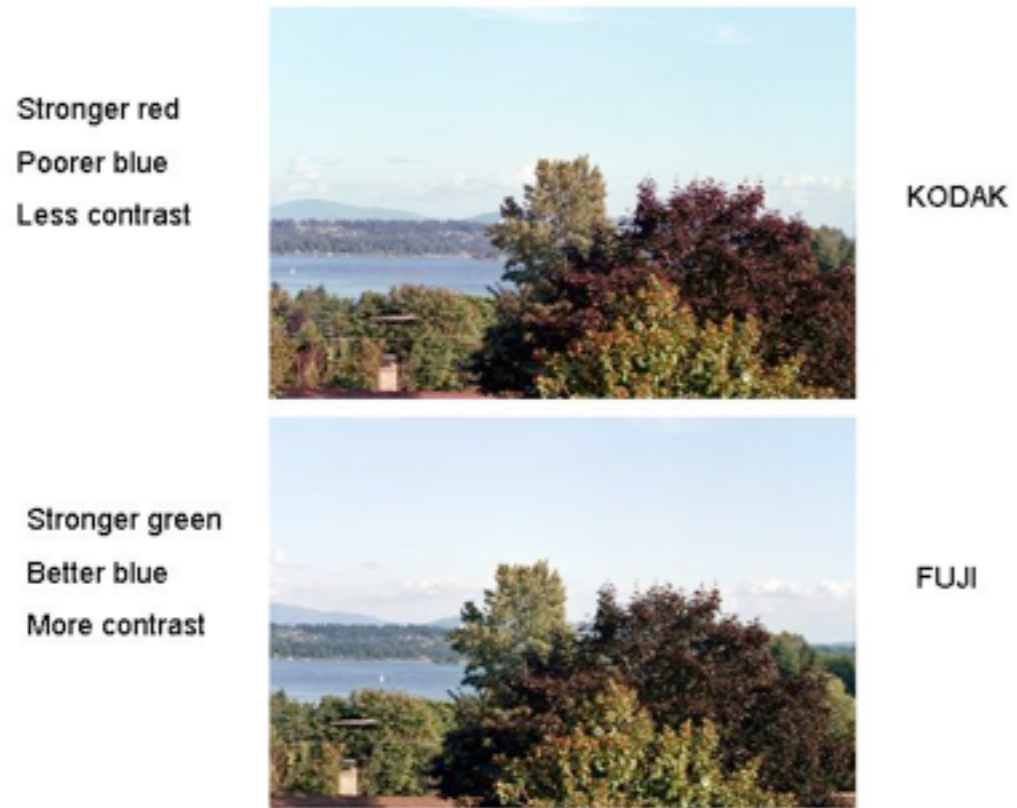 Stronger red
Poorer blue
Less contrast
KODAK
Stronger green
Better blue
More contrast
FUJI